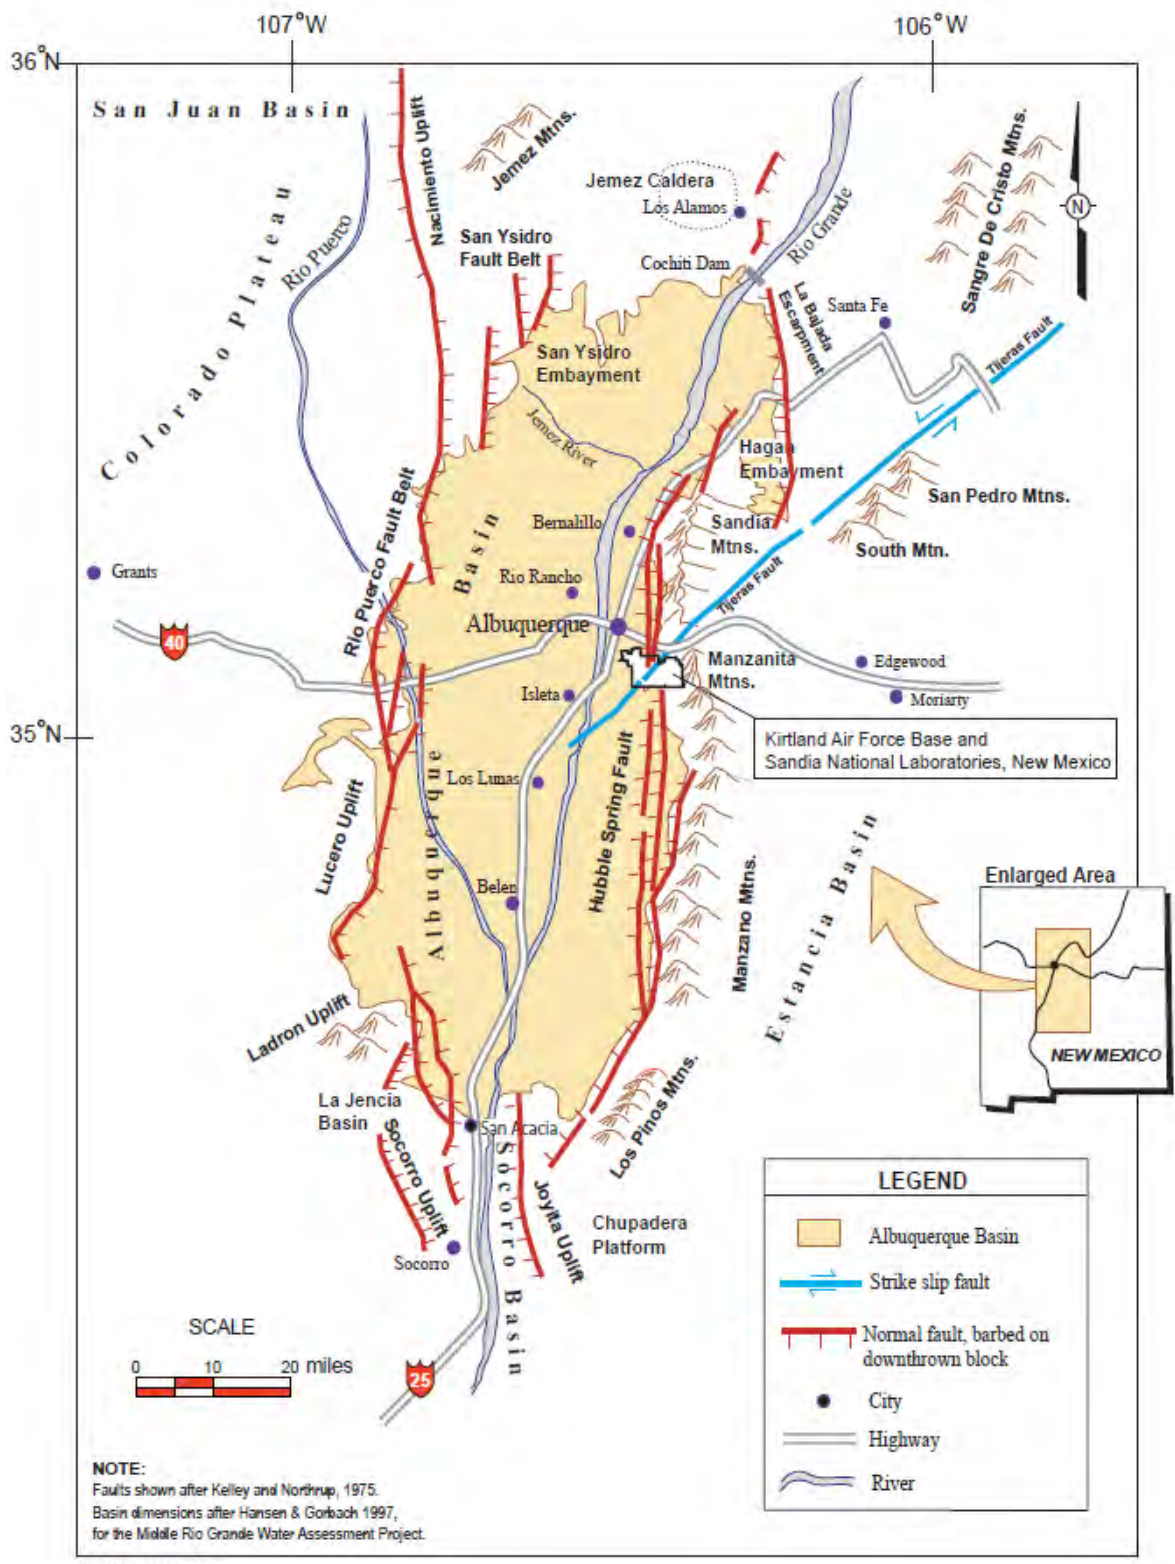 107°W
106°W
36°N
San Juan Basin
Nacimiento Uplift
Jemez Mtns.
Jemez Caldera
Los Alamos
Rio Grande
Sangre De Cristo Mtns.
N
Colorado Plateau
Rio Puerco
San Ysidro
Fault Belt
Cochiti Dam
La Bajada
Escarpment
Santa Fe
Tijeras Fault
San Ysidro
Embayment
Jemez River
Hagan
Embayment
San Pedro Mtns.
Rio Puerco Fault Belt
Bernalillo
Sandia
Mtns.
South Mtn.
Grants
Rio Rancho
Tijeras Fault
Albuquerque
40
Manzanita
Mtns.
Edgewood
Isleta
Moriarty
35°N
Kirtland Air Force Base and
Sandia National Laboratories, New Mexico
Los Lunas
Hubble Spring Fault
Lucero Uplift
Albuquerque Basin
Belen
Manzano Mtns.
Estancia Basin
Enlarged Area
NEW MEXICO
Ladron Uplift
La Jencia
Basin
San Acacia
Los Pinos Mtns.
Socorro Uplift
Socorro Basin
Joyita Uplift
Chupadera
Platform
Socorro
25
SCALE
0 10 20 miles
LEGEND
Albuquerque Basin
Strike slip fault
Normal fault, barbed on
downthrown block
City
Highway
River
NOTE:
Faults shown after Kelley and Northrup, 1975.
Basin dimensions after Hansen & Gorbach 1997,
for the Middle Rio Grande Water Assessment Project.